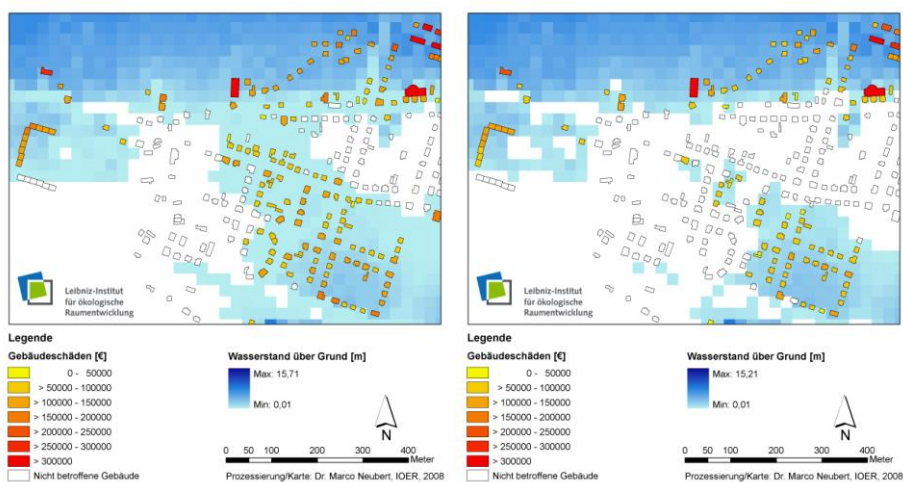 Leibniz-Institut
für ökologische
Raumentwicklung
Legende
Gebäudeschäden [€]
0 - 50000
> 50000 - 100000
> 100000 - 150000
> 150000 - 200000
> 200000 - 250000
> 250000 - 300000
> 300000
Nicht betroffene Gebäude
Wasserstand über Grund [m]
Max: 15,71
Min: 0,01
N
0 50 100 200 300 400
Meter
Prozessierung/Karte: Dr. Marco Neubert, IOER, 2008
Leibniz-Institut
für ökologische
Raumentwicklung
Legende
Gebäudeschäden [€]
0 - 50000
> 50000 - 100000
> 100000 - 150000
> 150000 - 200000
> 200000 - 250000
> 250000 - 300000
> 300000
Nicht betroffene Gebäude
Wasserstand über Grund [m]
Max: 15,21
Min: 0,01
N
0 50 100 200 300 400
Meter
Prozessierung/Karte: Dr. Marco Neubert, IOER, 2008